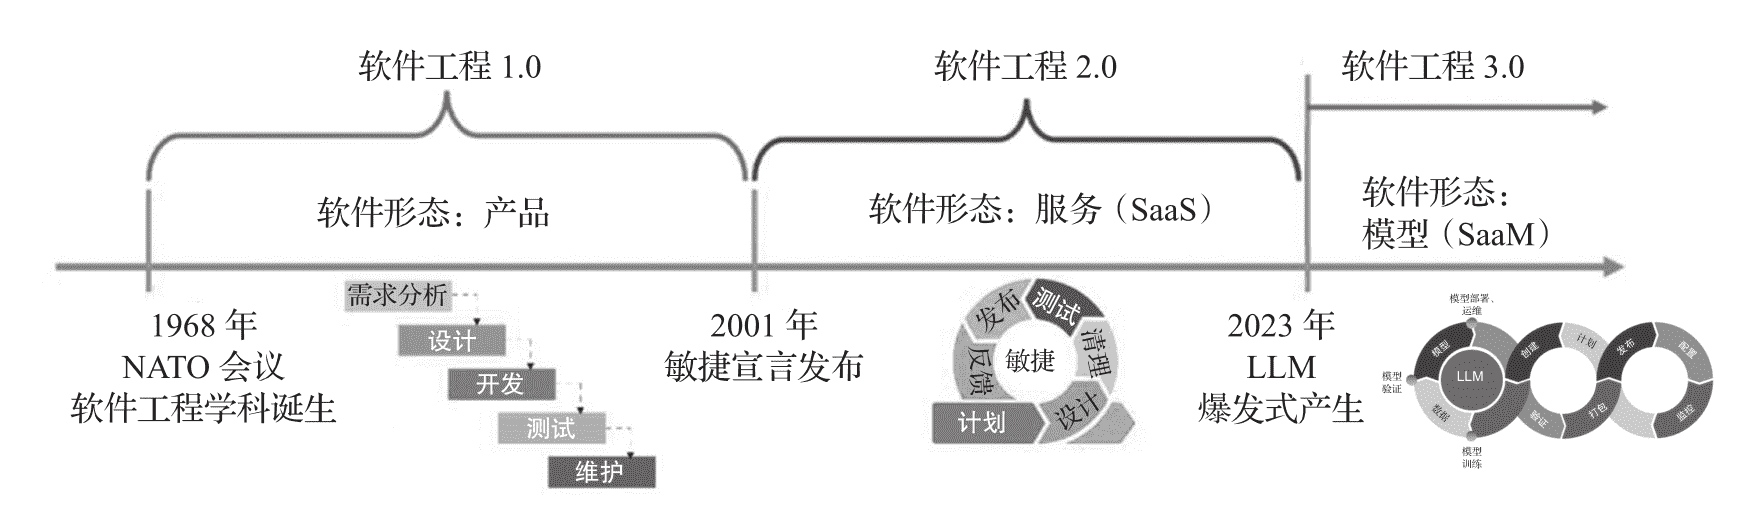 软件工程 1.0
软件工程 2.0
软件工程 3.0
软件形态：产品
软件形态：服务（SaaS）
软件形态：
模型（SaaM）
1968 年
NATO 会议
软件工程学科诞生
需求分析
设计
开发
测试
维护
2001 年
敏捷宣言发布
发布
测试
清理
设计
计划
反馈
敏捷
2023 年
LLM
爆发式产生
模型部署、
运维
模型
验证
模型
训练
模型
数据
LLM
创建
计划
验证
打包
发布
配置
监控